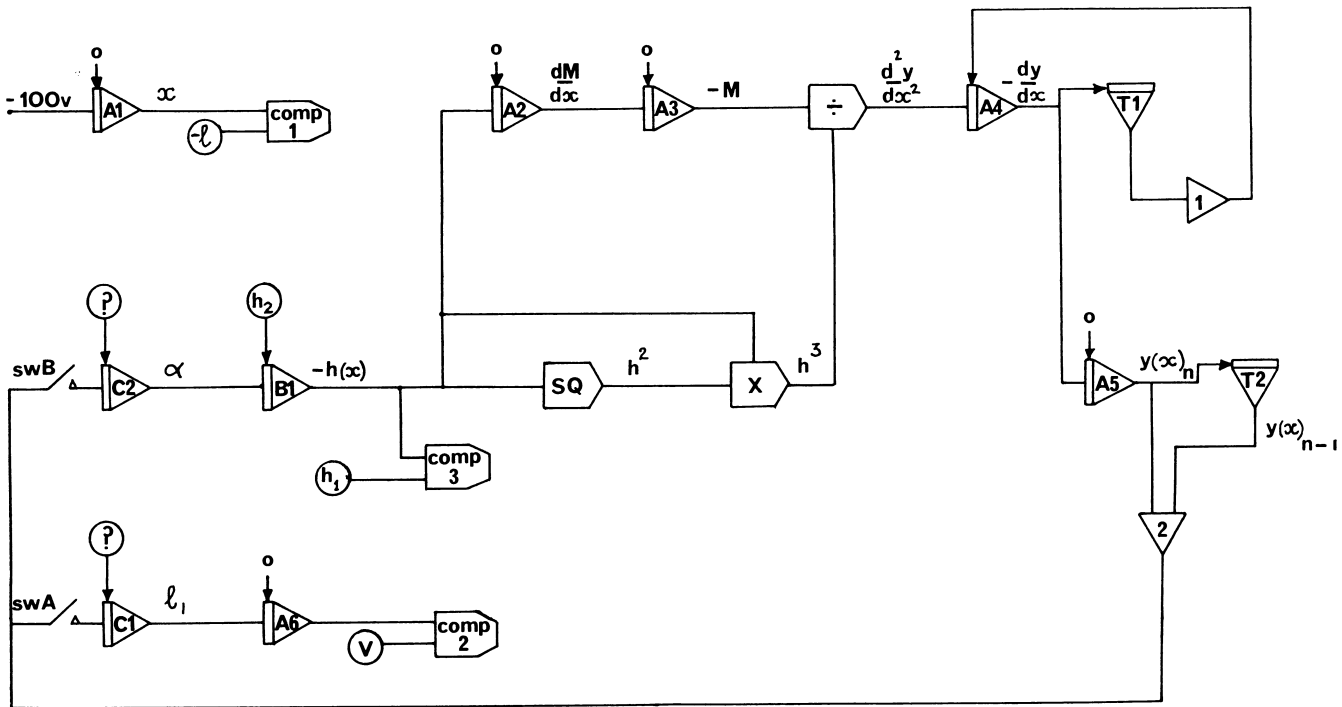 - 100v
o
A1
x
-ℓ
comp 1
o
A2
dM/dx
o
A3
-M
÷
d²y/dx²
A4
-dy/dx
T1
1
swB
?
C2
α
h₂
B1
-h(x)
h₁
comp 3
SQ
h²
X
h³
o
A5
y(x)n
T2
y(x)n-1
2
swA
?
C1
ℓ₁
o
A6
V
comp 2